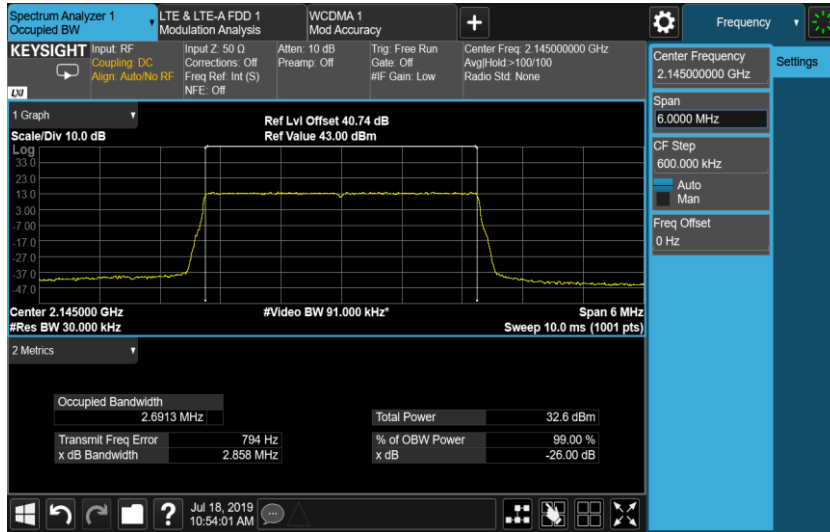 Spectrum Analyzer 1
Occupied BW
LTE & LTE-A FDD 1
Modulation Analysis
WCDMA 1
Mod Accuracy
Frequency
KEYSIGHT
LXI
Input: RF
Coupling: DC
Align: Auto/No RF
Input Z: 50 Ω
Corrections: Off
Freq Ref: Int (S)
NFE: Off
Atten: 10 dB
Preamp: Off
Trig: Free Run
Gate: Off
#IF Gain: Low
Center Freq: 2.145000000 GHz
Avg|Hold:>100/100
Radio Std: None
Center Frequency
2.145000000 GHz
Settings
Span
6.0000 MHz
CF Step
600.000 kHz
Auto
Man
Freq Offset
0 Hz
1 Graph
Scale/Div 10.0 dB
Ref Lvl Offset 40.74 dB
Ref Value 43.00 dBm
Log
33.0
23.0
13.0
3.00
-7.00
-17.0
-27.0
-37.0
-47.0
Center 2.145000 GHz
#Res BW 30.000 kHz
#Video BW 91.000 kHz*
Span 6 MHz
Sweep 10.0 ms (1001 pts)
2 Metrics
Occupied Bandwidth
2.6913 MHz
Transmit Freq Error 794 Hz
x dB Bandwidth 2.858 MHz
Total Power 32.6 dBm
% of OBW Power 99.00 %
x dB -26.00 dB
?
Jul 18, 2019
10:54:01 AM